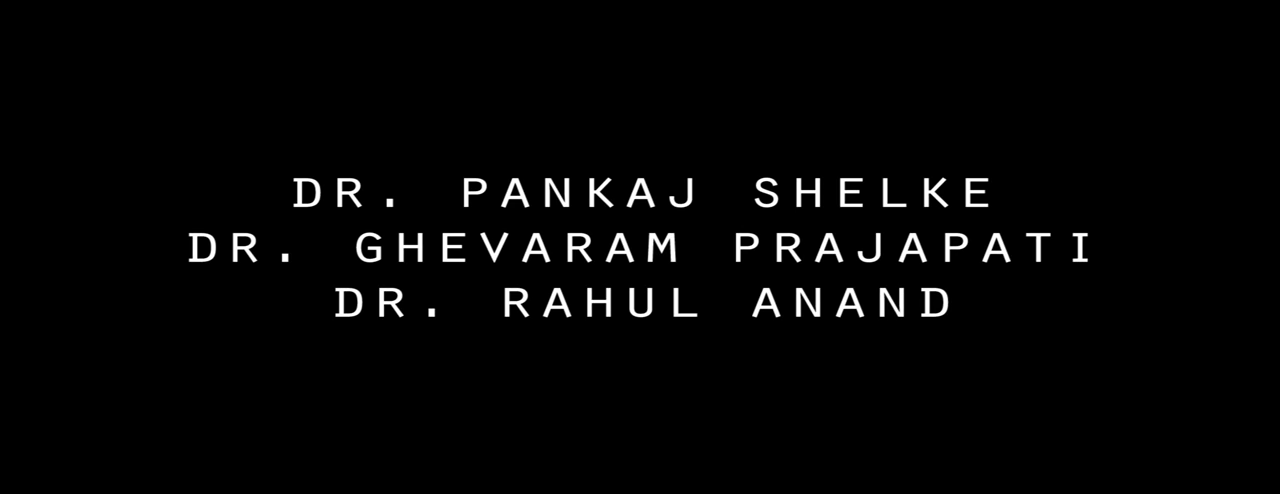 DR. PANKAJ SHELKE
DR. GHEVARAM PRAJAPATI
DR. RAHUL ANAND